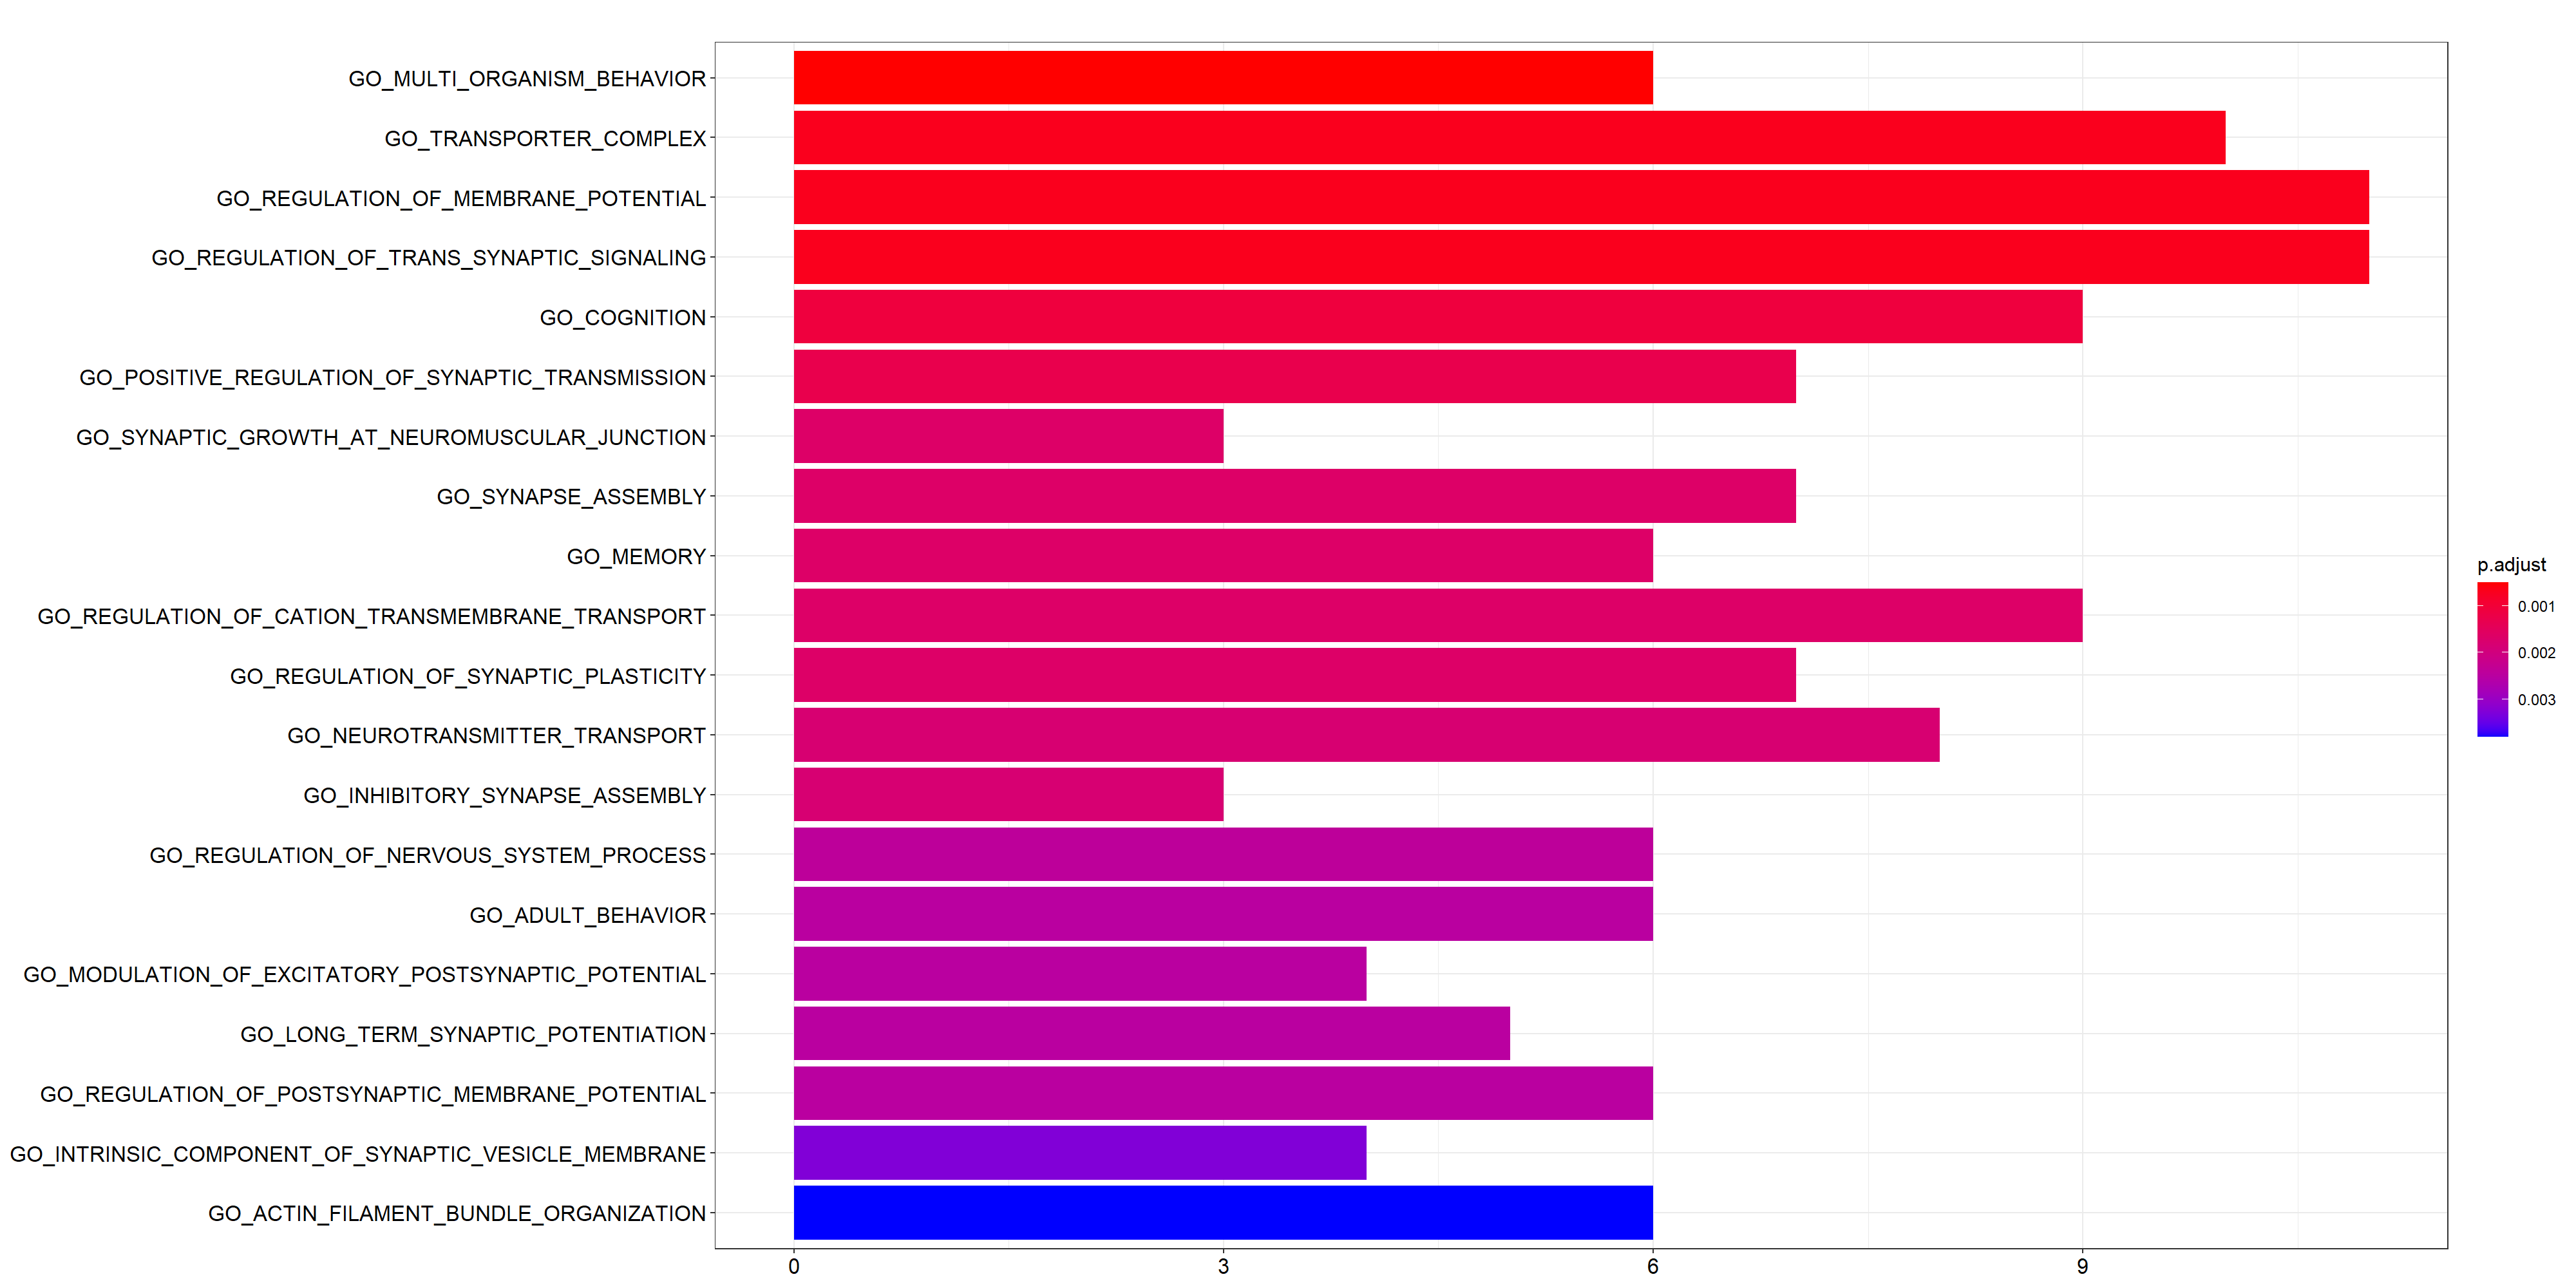 GO_MULTI_ORGANISM_BEHAVIOR
GO_TRANSPORTER_COMPLEX
GO_REGULATION_OF_MEMBRANE_POTENTIAL
GO_REGULATION_OF_TRANS_SYNAPTIC_SIGNALING
GO_COGNITION
GO_POSITIVE_REGULATION_OF_SYNAPTIC_TRANSMISSION
GO_SYNAPTIC_GROWTH_AT_NEUROMUSCULAR_JUNCTION
GO_SYNAPSE_ASSEMBLY
GO_MEMORY
GO_REGULATION_OF_CATION_TRANSMEMBRANE_TRANSPORT
GO_REGULATION_OF_SYNAPTIC_PLASTICITY
GO_NEUROTRANSMITTER_TRANSPORT
GO_INHIBITORY_SYNAPSE_ASSEMBLY
GO_REGULATION_OF_NERVOUS_SYSTEM_PROCESS
GO_ADULT_BEHAVIOR
GO_MODULATION_OF_EXCITATORY_POSTSYNAPTIC_POTENTIAL
GO_LONG_TERM_SYNAPTIC_POTENTIATION
GO_REGULATION_OF_POSTSYNAPTIC_MEMBRANE_POTENTIAL
GO_INTRINSIC_COMPONENT_OF_SYNAPTIC_VESICLE_MEMBRANE
GO_ACTIN_FILAMENT_BUNDLE_ORGANIZATION
0 3 6 9
p.adjust
0.001
0.002
0.003